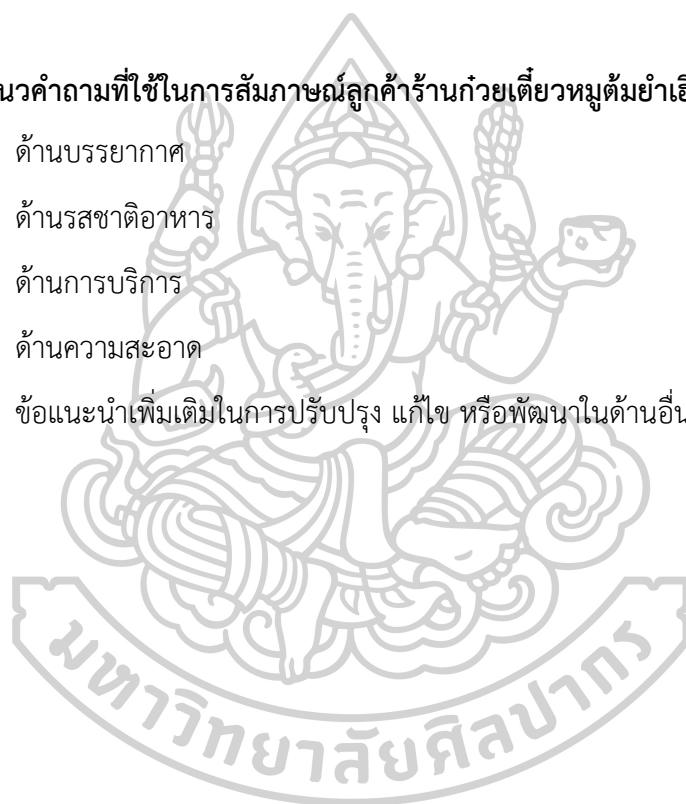 นวคำถามที่ใช้ในการสัมภาษณ์ลูกค้าร้านก๋วยเตี๋ยวหมูต้มยำเฮี
ด้านบรรยากาศ
ด้านรสชาติอาหาร
ด้านการบริการ
ด้านความสะอาด
ข้อแนะนำเพิ่มเติมในการปรับปรุง แก้ไข หรือพัฒนาในด้านอื่น
มหาวิทยาลัยศิลปากร